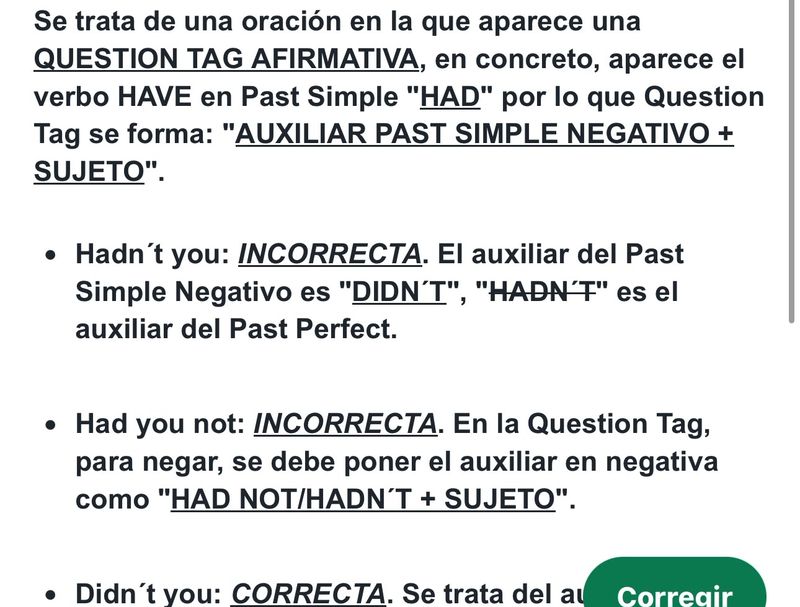 Se trata de una oración en la que aparece una
QUESTION TAG AFIRMATIVA, en concreto, aparece el
verbo HAVE en Past Simple "HAD" por lo que Question
Tag se forma: "AUXILIAR PAST SIMPLE NEGATIVO +
SUJETO".
• Hadn´t you: INCORRECTA. El auxiliar del Past
Simple Negativo es "DIDN´T", "HADN´T" es el
auxiliar del Past Perfect.
• Had you not: INCORRECTA. En la Question Tag,
para negar, se debe poner el auxiliar en negativa
como "HAD NOT/HADN´T + SUJETO".
• Didn´t you: CORRECTA. Se trata del
Corregir